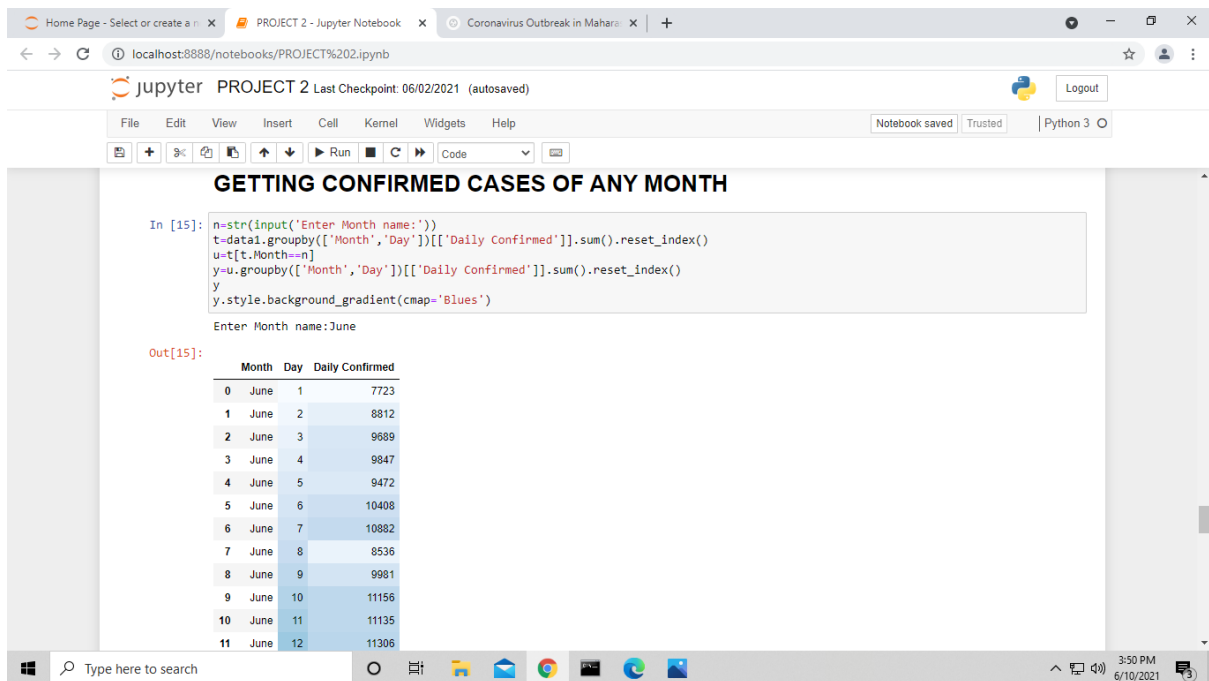 Home Page - Select or create a n
PROJECT 2 - Jupyter Notebook
Coronavirus Outbreak in Mahara
localhost:8888/notebooks/PROJECT%202.ipynb
jupyter PROJECT 2 Last Checkpoint: 06/02/2021 (autosaved)
Logout
File Edit View Insert Cell Kernel Widgets Help
Notebook saved Trusted Python 3
Run Code
GETTING CONFIRMED CASES OF ANY MONTH
In [15]: n=str(input('Enter Month name:'))
t=data1.groupby(['Month','Day'])[['Daily Confirmed']].sum().reset_index()
u=t[t.Month==n]
y=u.groupby(['Month','Day'])[['Daily Confirmed']].sum().reset_index()
y
y.style.background_gradient(cmap='Blues')
Enter Month name:June
Out[15]:
Month Day Daily Confirmed
0 June 1 7723
1 June 2 8812
2 June 3 9689
3 June 4 9847
4 June 5 9472
5 June 6 10408
6 June 7 10882
7 June 8 8536
8 June 9 9981
9 June 10 11156
10 June 11 11135
11 June 12 11306
Type here to search
3:50 PM
6/10/2021
3